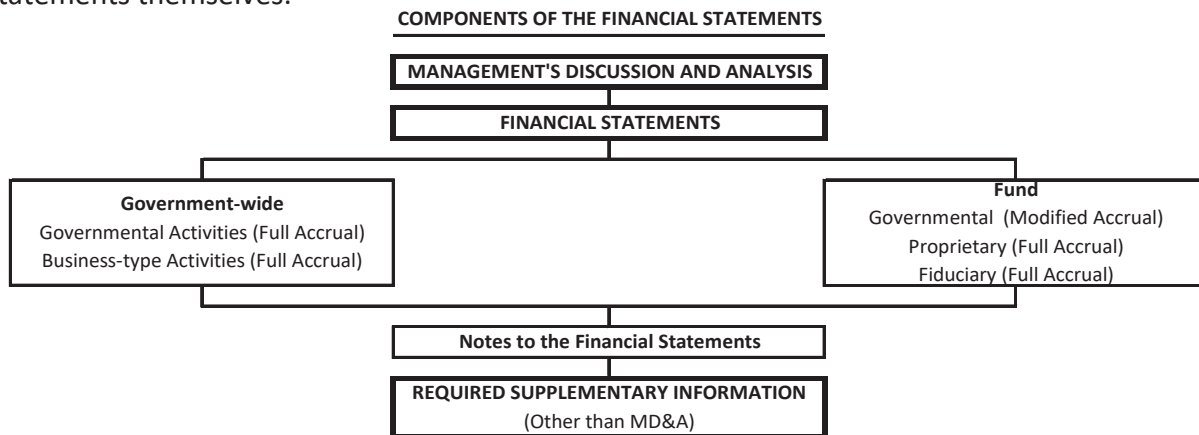 statements themselves.
COMPONENTS OF THE FINANCIAL STATEMENTS
MANAGEMENT'S DISCUSSION AND ANALYSIS
FINANCIAL STATEMENTS
Government-wide
Governmental Activities (Full Accrual)
Business-type Activities (Full Accrual)
Fund
Governmental (Modified Accrual)
Proprietary (Full Accrual)
Fiduciary (Full Accrual)
Notes to the Financial Statements
REQUIRED SUPPLEMENTARY INFORMATION
(Other than MD&A)